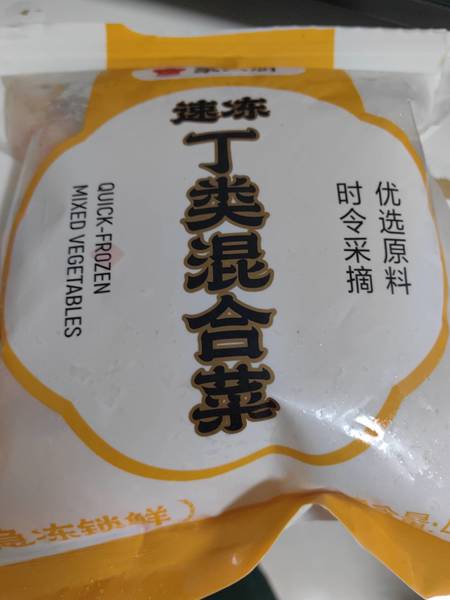 速冻
丁类混合菜
QUICK-FROZEN
MIXED VEGETABLES
优选原料
时令采摘
急冻锁鲜